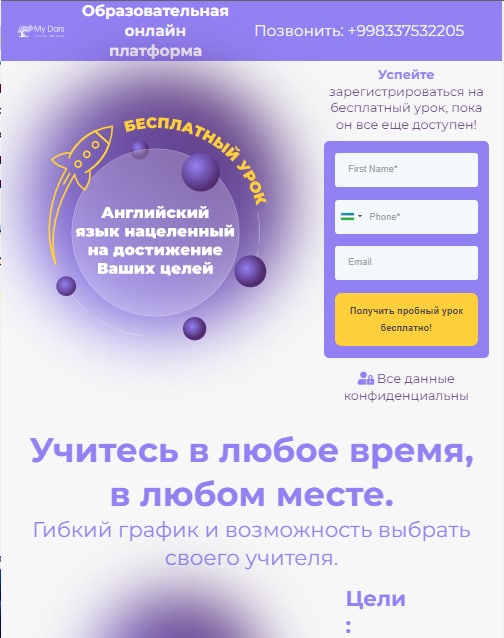 My Dars
Образовательная
онлайн
платформа
Позвонить: +998337532205
БЕСПЛАТНЫЙ УРОК
Английский
язык нацеленный
на достижение
Ваших целей
Успейте
зарегистрироваться на
бесплатный урок, пока
он все еще доступен!
First Name*
Phone*
Email
Получить пробный урок
бесплатно!
Все данные
конфиденциальны
Учитесь в любое время,
в любом месте.
Гибкий график и возможность выбрать
своего учителя.
Цели
: